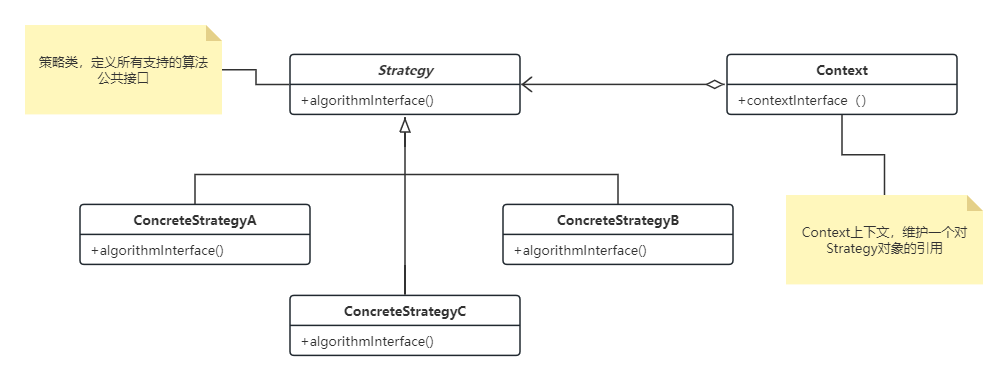 策略类，定义所有支持的算法
公共接口
Strategy
+algorithmInterface()
Context
+contextInterface（）
ConcreteStrategyA
+algorithmInterface()
ConcreteStrategyB
+algorithmInterface()
Context上下文，维护一个对
Strategy对象的引用
ConcreteStrategyC
+algorithmInterface()